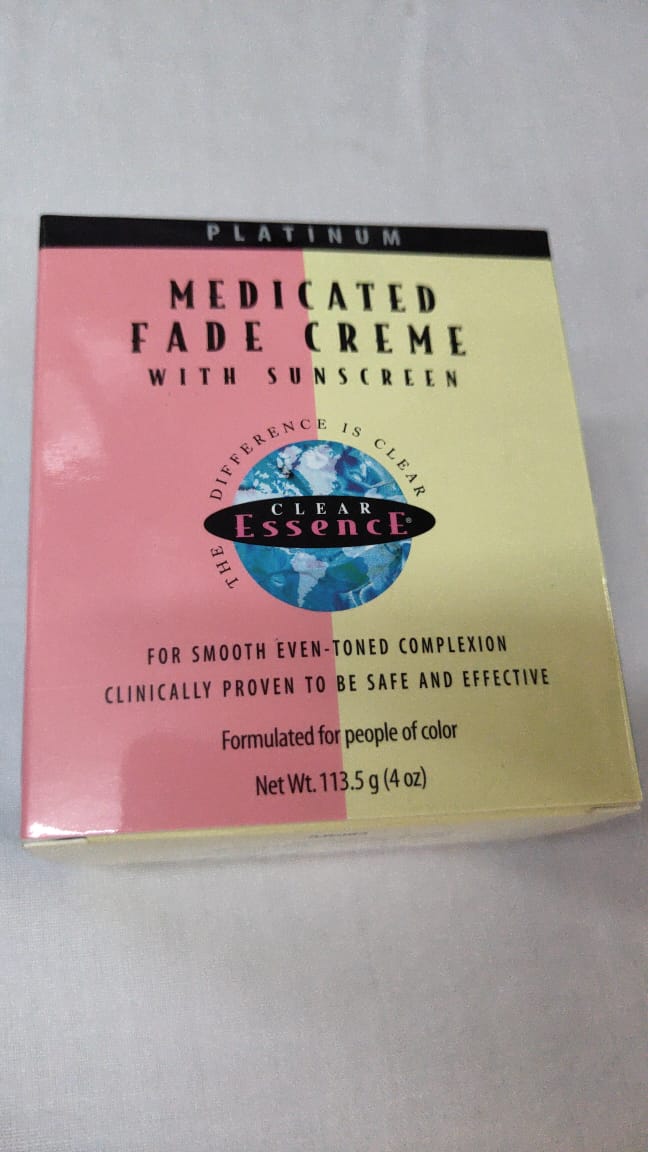 PLATINUM
MEDICATED
FADE CREME
WITH SUNSCREEN
THE DIFFERENCE IS CLEAR
CLEAR
EssencE®
FOR SMOOTH EVEN-TONED COMPLEXION
CLINICALLY PROVEN TO BE SAFE AND EFFECTIVE
Formulated for people of color
Net Wt. 113.5 g (4 oz)